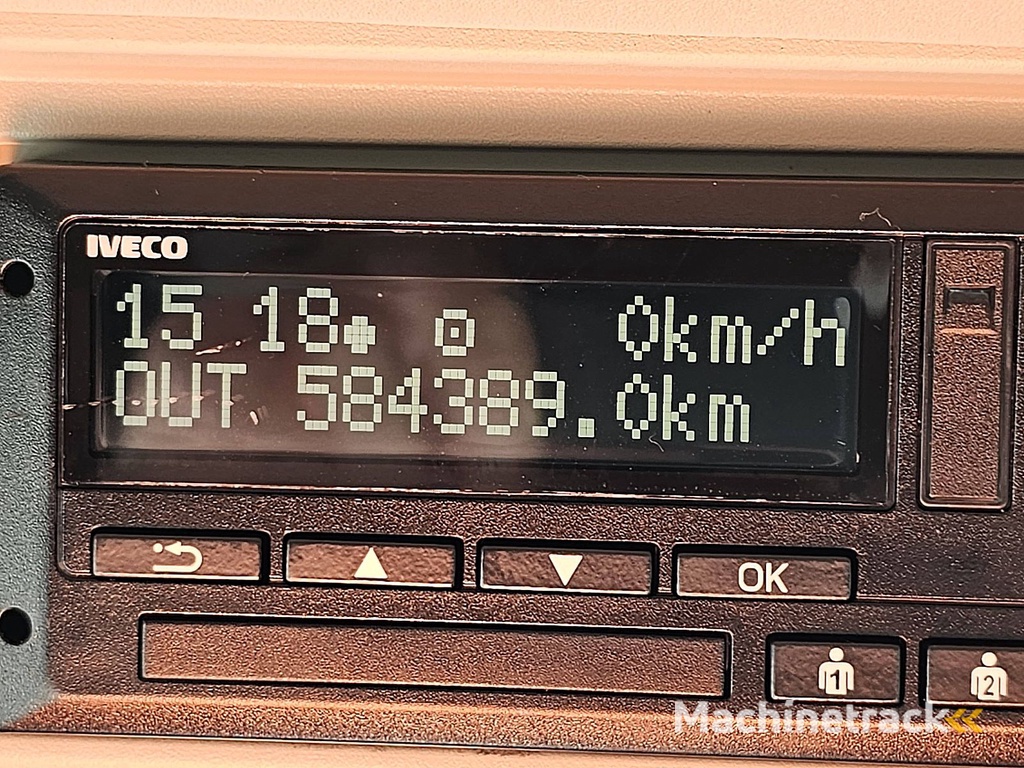 IVECO
15 18 0km/h
OUT 584389.0km
OK
1
2
Machinetrack